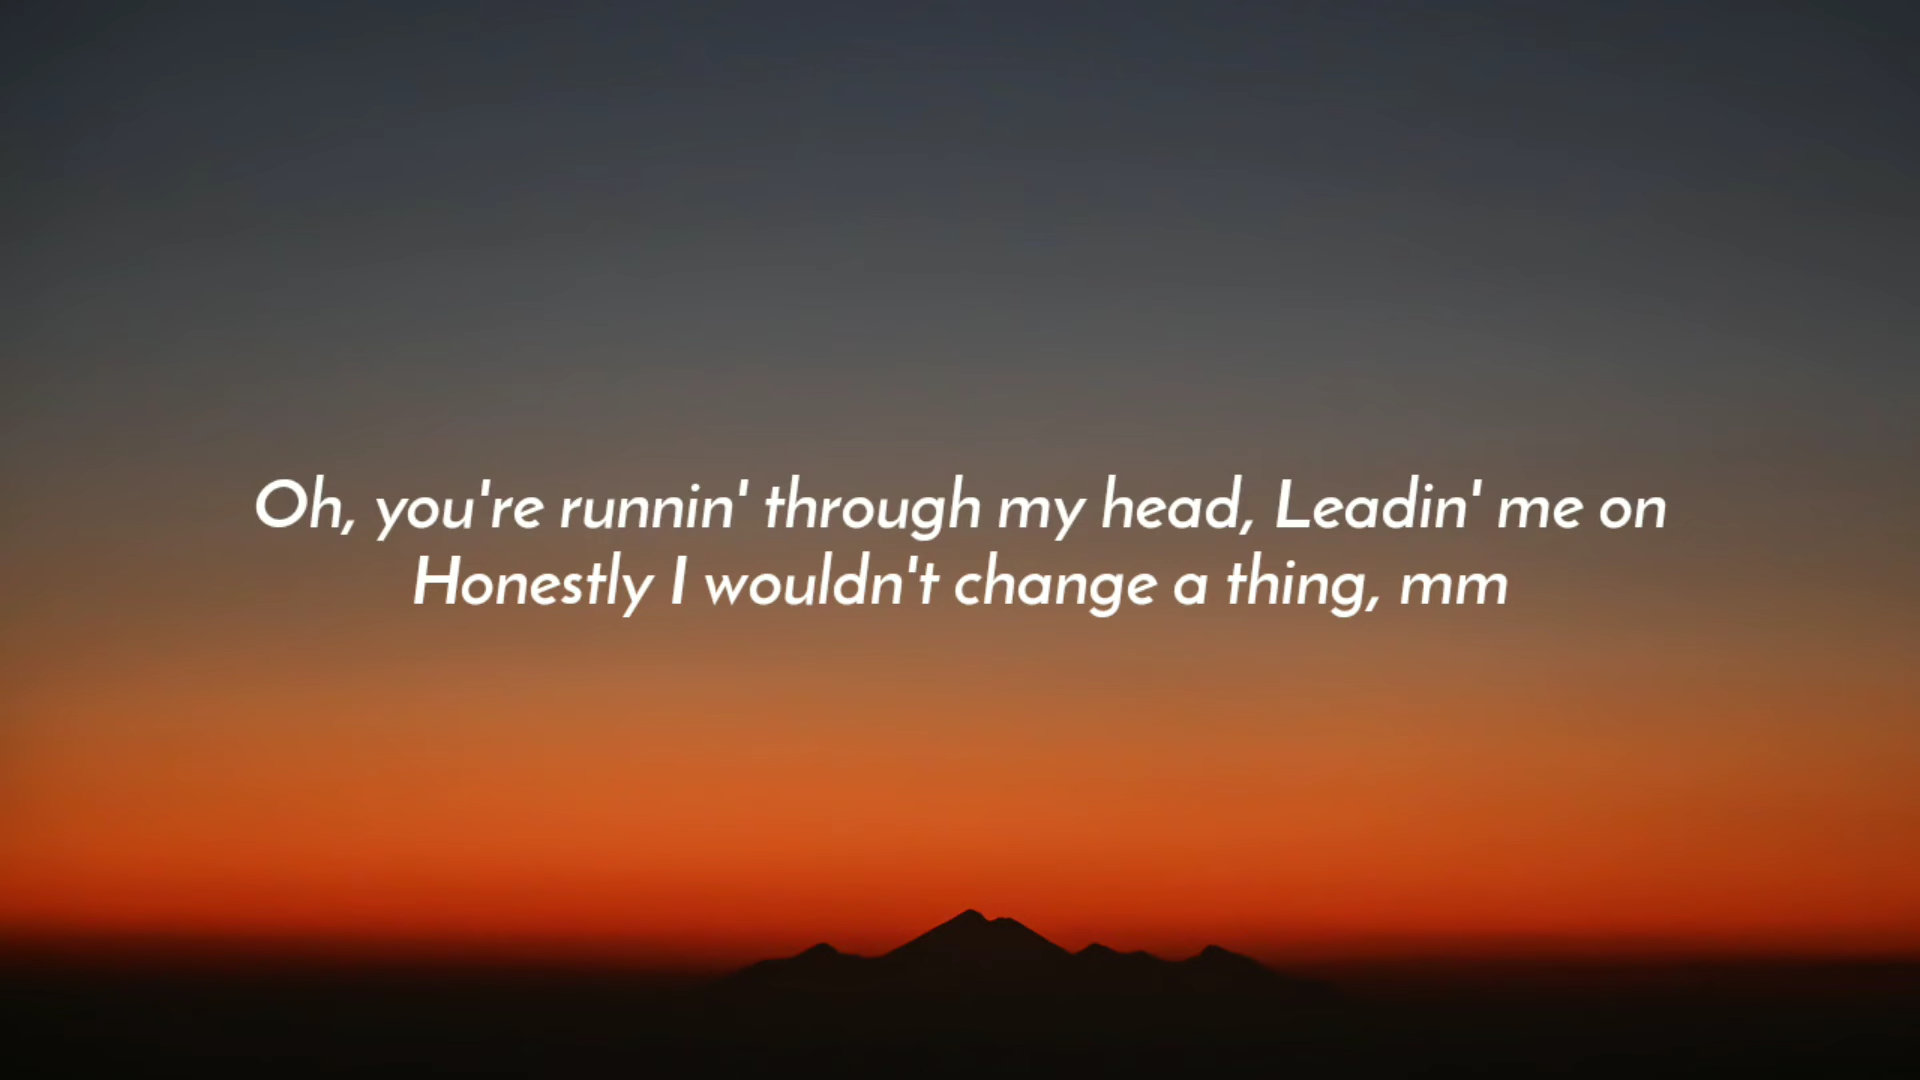 Oh, you're runnin' through my head, Leadin' me on
Honestly I wouldn't change a thing, mm